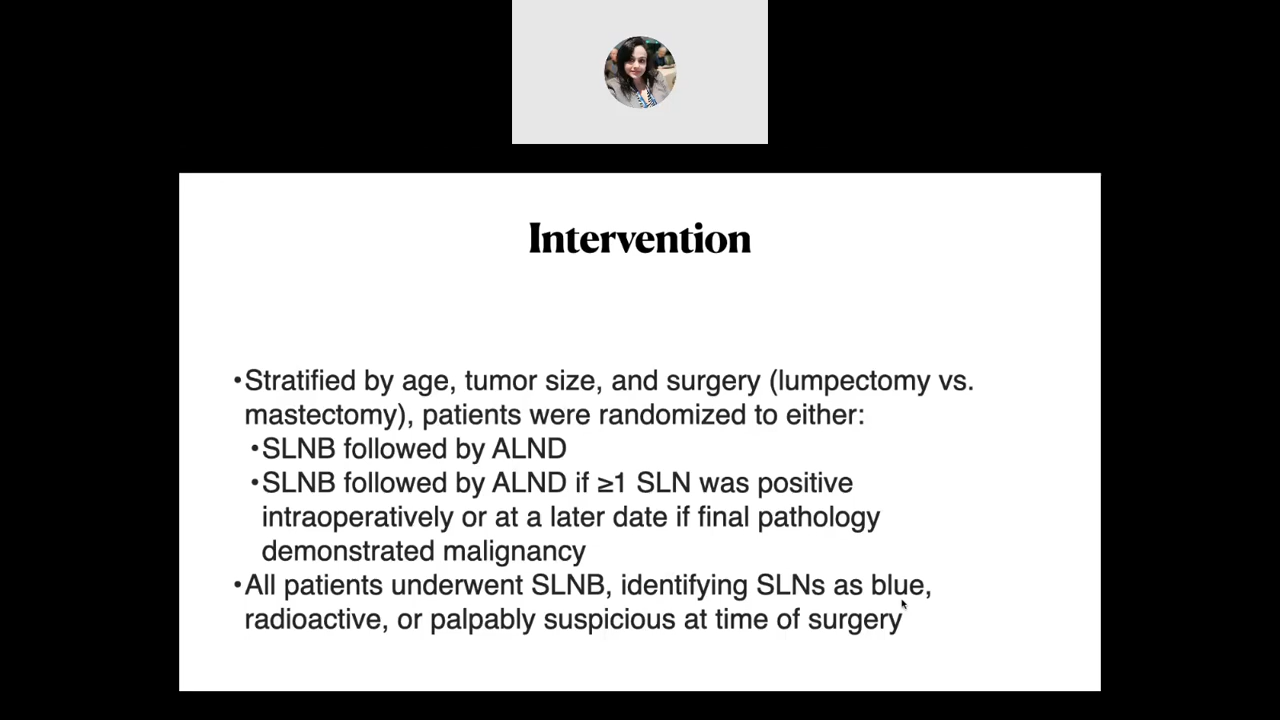 Intervention
•Stratified by age, tumor size, and surgery (lumpectomy vs.
mastectomy), patients were randomized to either:
•SLNB followed by ALND
•SLNB followed by ALND if ≥1 SLN was positive
intraoperatively or at a later date if final pathology
demonstrated malignancy
•All patients underwent SLNB, identifying SLNs as blue,
radioactive, or palpably suspicious at time of surgery